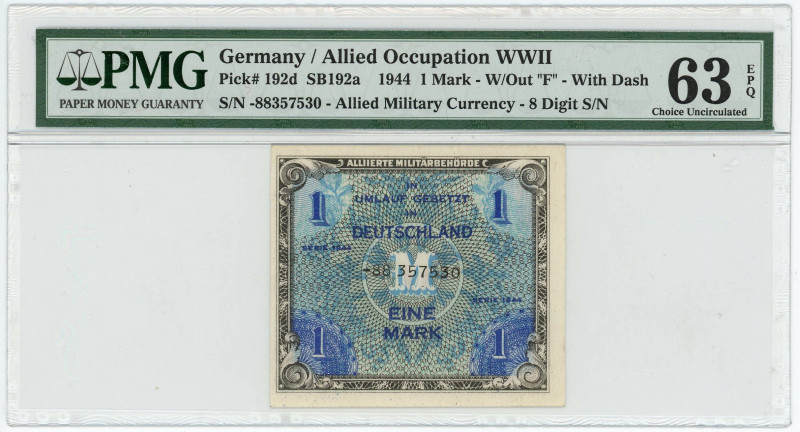 PMG
PAPER MONEY GUARANTY
Germany / Allied Occupation WWII
Pick# 192d SB192a 1944 1 Mark - W/Out "F" - With Dash
S/N -88357530 - Allied Military Currency - 8 Digit S/N
63 EPQ
Choice Uncirculated
ALLIIERTE MILITÄRBEHÖRDE
IN
UMLAUF GESETZT
IN
1 1
DEUTSCHLAND
SERIE 1944
M
-88357530
SERIE 1944
EINE
MARK
1 1